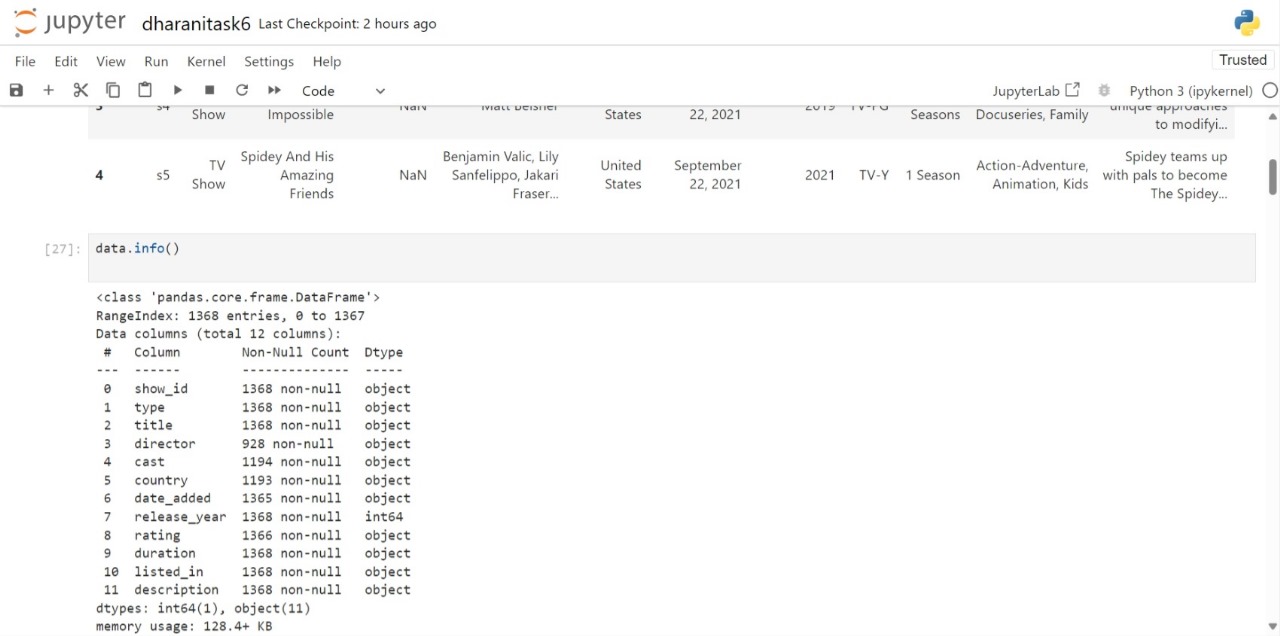 jupyter dharanitask6 Last Checkpoint: 2 hours ago
File Edit View Run Kernel Settings Help Trusted
Code JupyterLab Python 3 (ipykernel)
3 s4 Show Impossible NaN Matt Beisner States 22, 2021 2019 TV-PG Seasons Docuseries, Family unique approaches
to modifyi...
Spidey And His Benjamin Valic, Lily Spidey teams up
TV United September Action-Adventure,
4 s5 Amazing NaN Sanfelippo, Jakari 2021 TV-Y 1 Season with pals to become
Show States 22, 2021 Animation, Kids
Friends Fraser... The Spidey...
[27]: data.info()
<class 'pandas.core.frame.DataFrame'>
RangeIndex: 1368 entries, 0 to 1367
Data columns (total 12 columns):
# Column Non-Null Count Dtype
--- ------ -------------- -----
0 show_id 1368 non-null object
1 type 1368 non-null object
2 title 1368 non-null object
3 director 928 non-null object
4 cast 1194 non-null object
5 country 1193 non-null object
6 date_added 1365 non-null object
7 release_year 1368 non-null int64
8 rating 1366 non-null object
9 duration 1368 non-null object
10 listed_in 1368 non-null object
11 description 1368 non-null object
dtypes: int64(1), object(11)
memory usage: 128.4+ KB